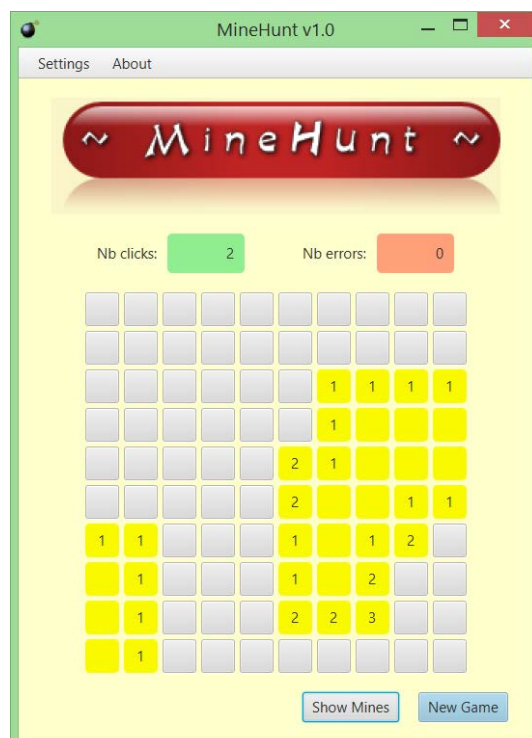 MineHunt v1.0
Settings About
~ MineHunt ~
Nb clicks: 2 Nb errors: 0
1 1 1 1
1
2 1
2 1 1
1 1 1 1 2
1 1 2
1 2 2 3
1
Show Mines New Game